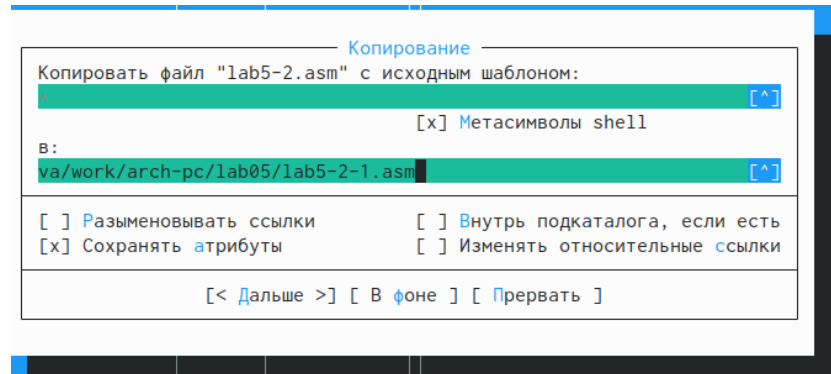 Копирование
Копировать файл "lab5-2.asm" с исходным шаблоном:
* [^]
[x] Метасимволы shell
в:
va/work/arch-pc/lab05/lab5-2-1.asm [^]
[ ] Разыменовывать ссылки [ ] Внутрь подкаталога, если есть
[x] Сохранять атрибуты [ ] Изменять относительные ссылки
[< Дальше >] [ В фоне ] [ Прервать ]